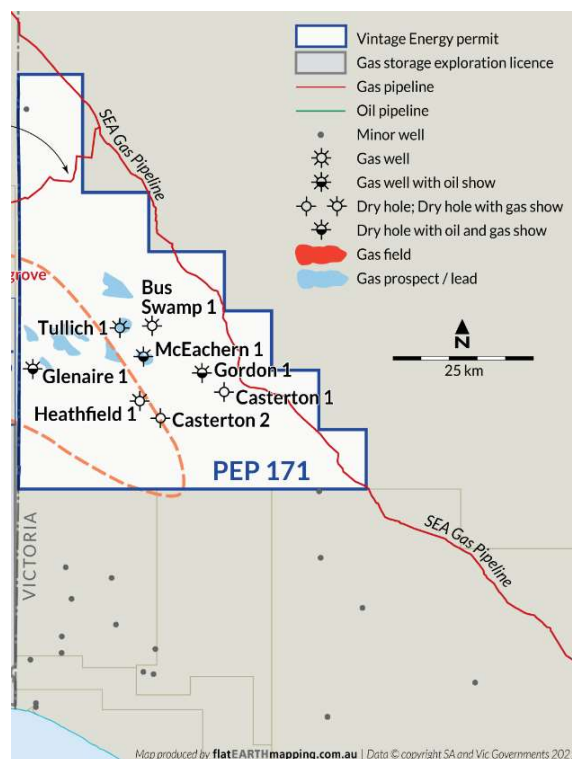 Vintage Energy permit
Gas storage exploration licence
Gas pipeline
Oil pipeline
Minor well
Gas well
Gas well with oil show
Dry hole; Dry hole with gas show
Dry hole with oil and gas show
Gas field
Gas prospect / lead
N
25 km
SEA Gas Pipeline
grove
Bus
Swamp 1
Tullich 1
McEachern 1
Glenaire 1
Gordon 1
Casterton 1
Heathfield 1
Casterton 2
PEP 171
SEA Gas Pipeline
VICTORIA
Map produced by flatEARTHmapping.com.au | Data © copyright SA and Vic Governments 202